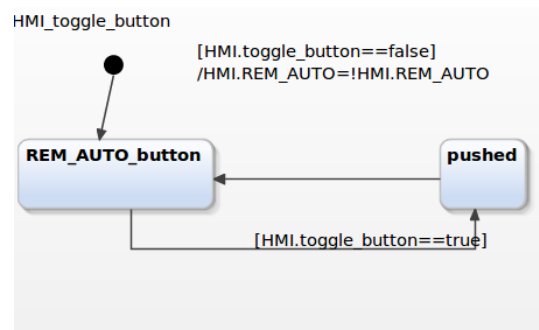 HMI_toggle_button
[HMI.toggle_button==false]
/HMI.REM_AUTO=!HMI.REM_AUTO
REM_AUTO_button
pushed
[HMI.toggle_button==true]